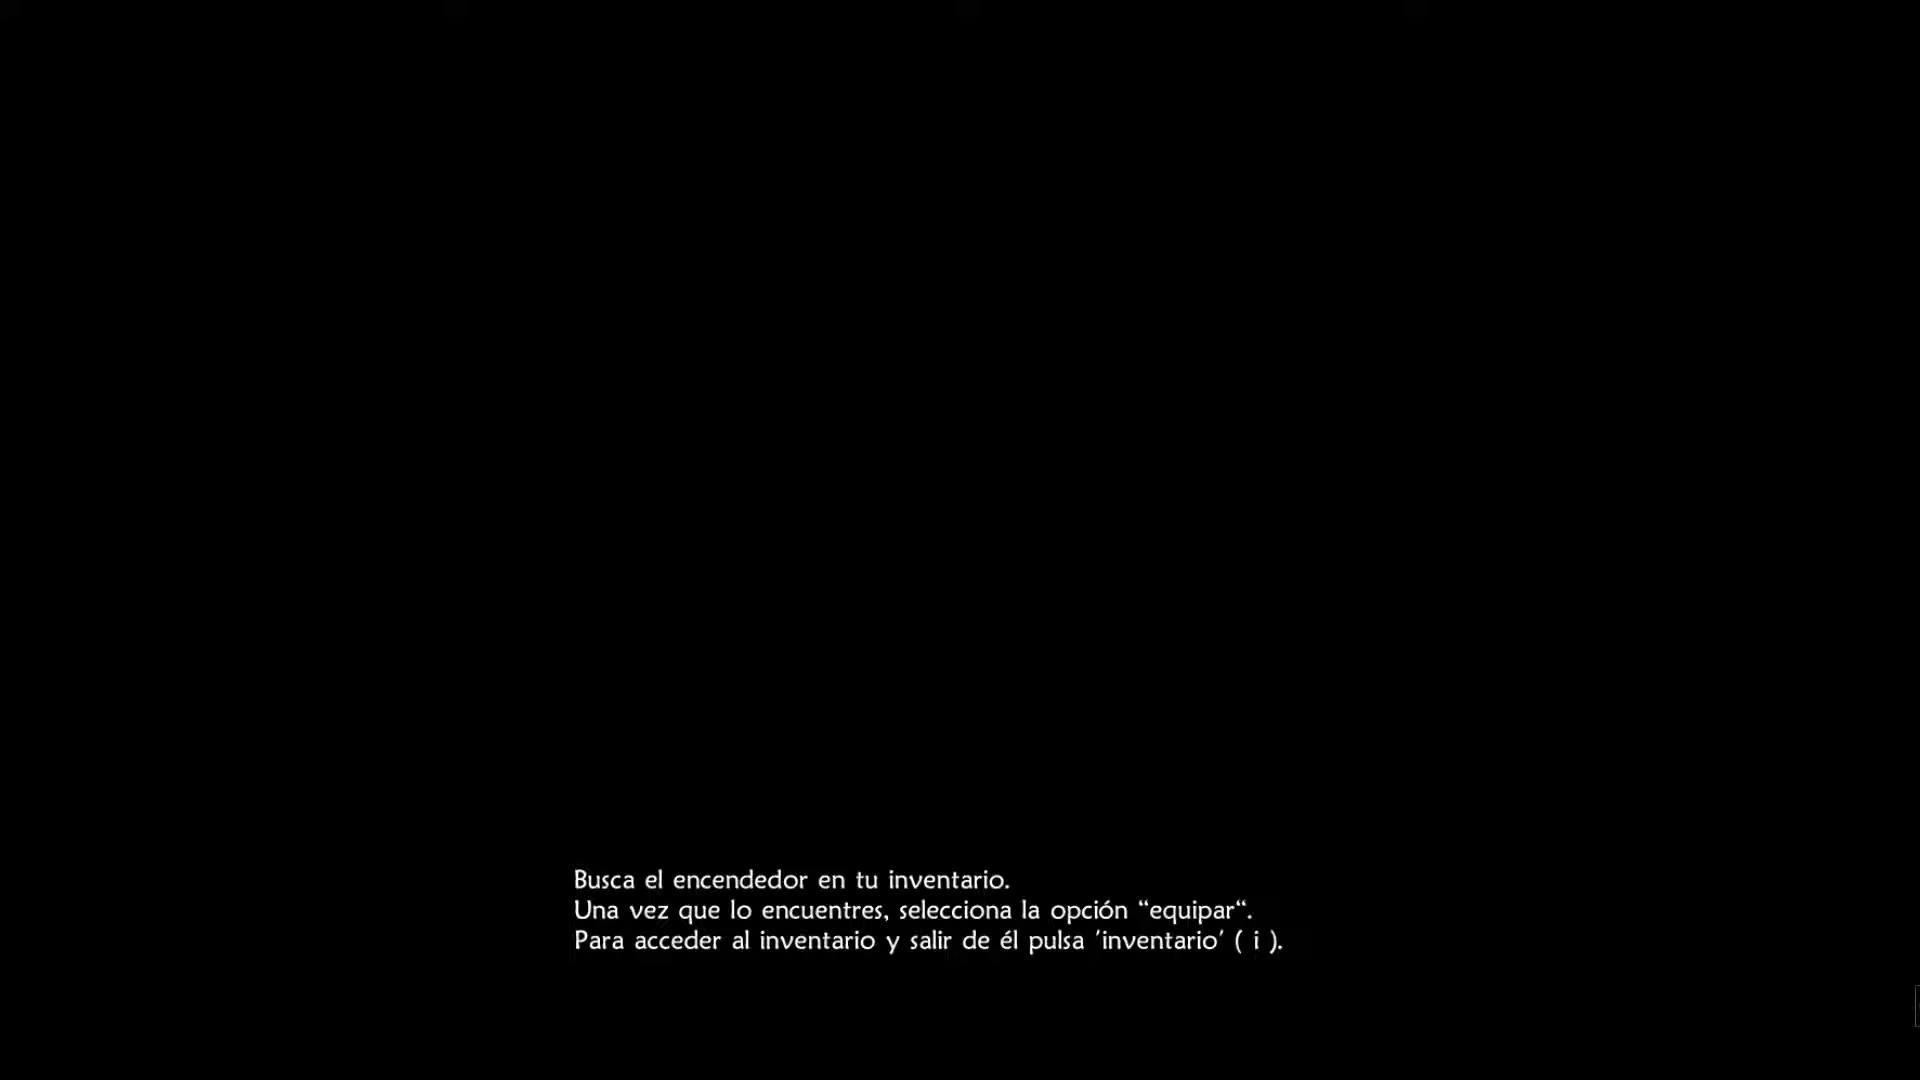 Busca el encendedor en tu inventario.
Una vez que lo encuentres, selecciona la opción “equipar“.
Para acceder al inventario y salir de él pulsa 'inventario' ( i ).